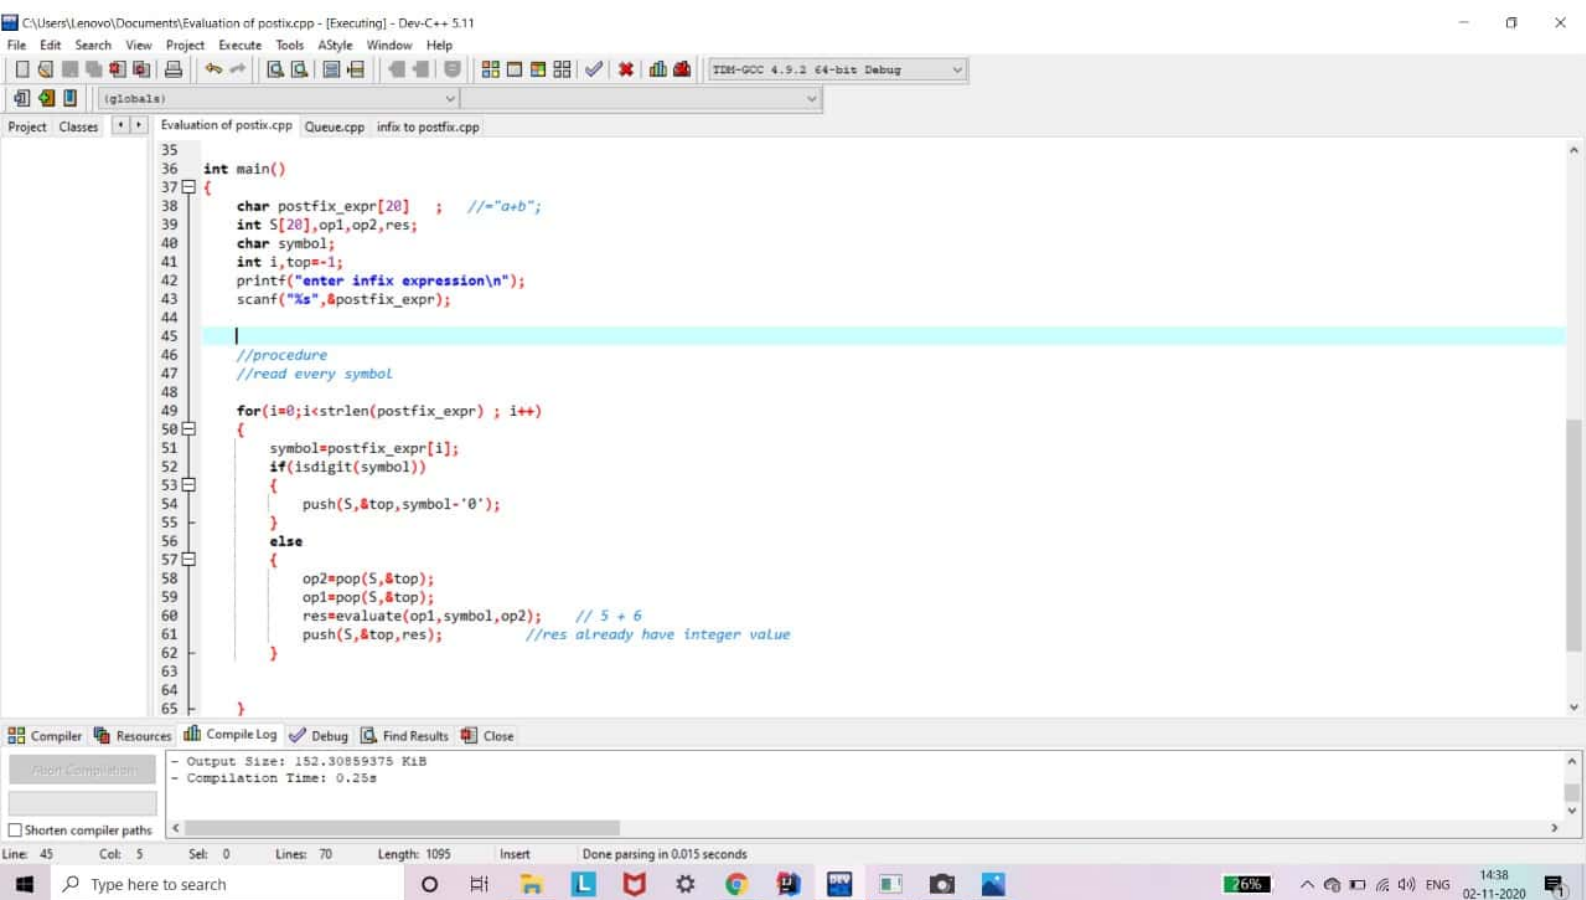 C:\Users\Lenovo\Documents\Evaluation of postix.cpp - [Executing] - Dev-C++ 5.11
File Edit Search View Project Execute Tools AStyle Window Help
TDM-GCC 4.9.2 64-bit Debug
(globals)
Project Classes Evaluation of postix.cpp Queue.cpp infix to postfix.cpp
35
36 int main()
37 {
38 char postfix_expr[20] ; //="a+b";
39 int S[20],op1,op2,res;
40 char symbol;
41 int i,top=-1;
42 printf("enter infix expression\n");
43 scanf("%s",&postfix_expr);
44
45
46 //procedure
47 //read every symbol
48
49 for(i=0;i<strlen(postfix_expr) ; i++)
50 {
51 symbol=postfix_expr[i];
52 if(isdigit(symbol))
53 {
54 push(S,&top,symbol-'0');
55 }
56 else
57 {
58 op2=pop(S,&top);
59 op1=pop(S,&top);
60 res=evaluate(op1,symbol,op2); // 5 + 6
61 push(S,&top,res); //res already have integer value
62 }
63
64
65 }
Compiler Resources Compile Log Debug Find Results Close
Abort Compilation
- Output Size: 152.30859375 KiB
- Compilation Time: 0.25s
Shorten compiler paths
Line: 45 Col: 5 Sel: 0 Lines: 70 Length: 1095 Insert Done parsing in 0.015 seconds
Type here to search
L
DEV
26%
ENG
14:38
02-11-2020
1